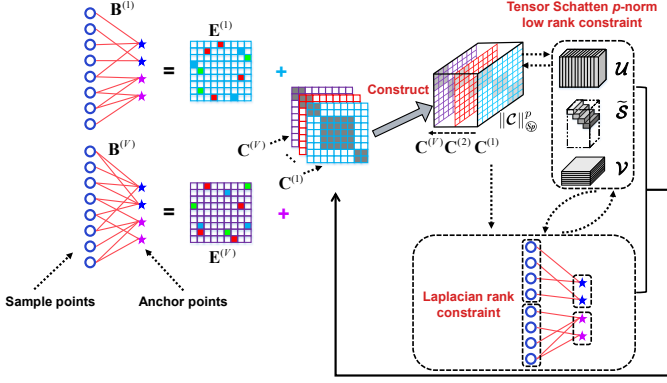 Tensor Schatten p-norm
low rank constraint
B^(1)
E^(1)
=
+
Construct
U
S̃
V
‖C‖^p_Ⓢp
C^(V) C^(2) C^(1)
C^(V)
C^(1)
B^(V)
=
+
E^(V)
Sample points
Anchor points
Laplacian rank
constraint